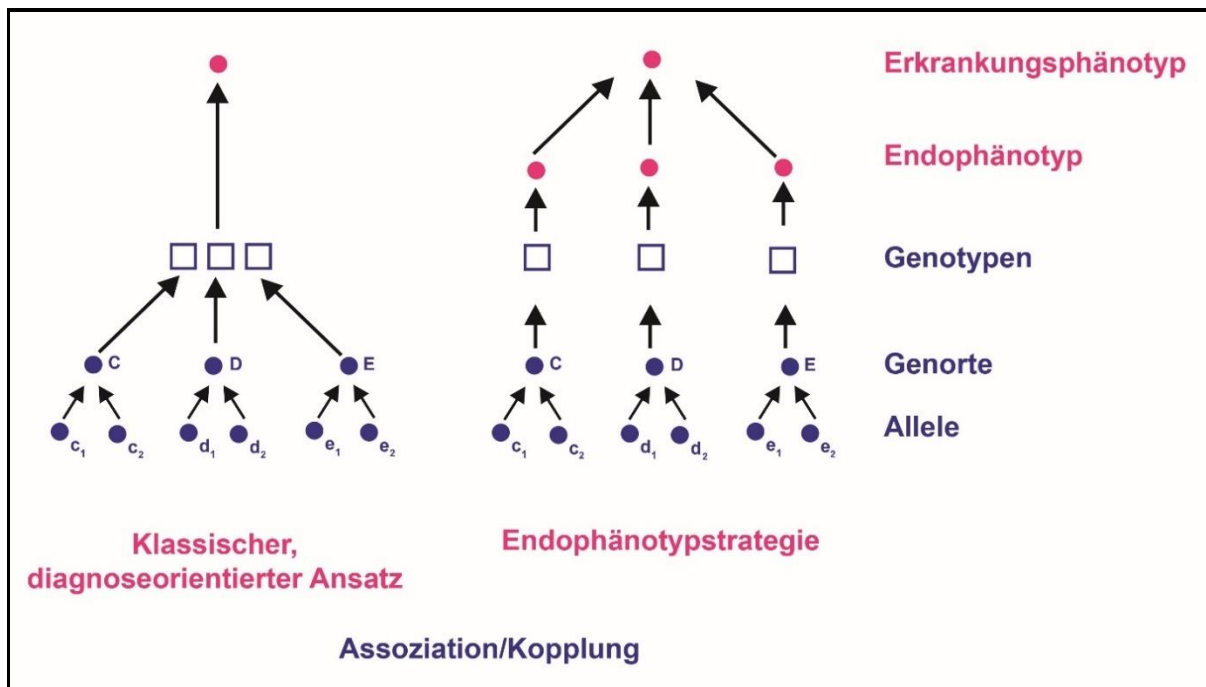 Erkrankungsphänotyp
Endophänotyp
Genotypen
C D E C D E Genorte
c1 c2 d1 d2 e1 e2 c1 c2 d1 d2 e1 e2 Allele
Klassischer,
diagnoseorientierter Ansatz
Endophänotypstrategie
Assoziation/Kopplung